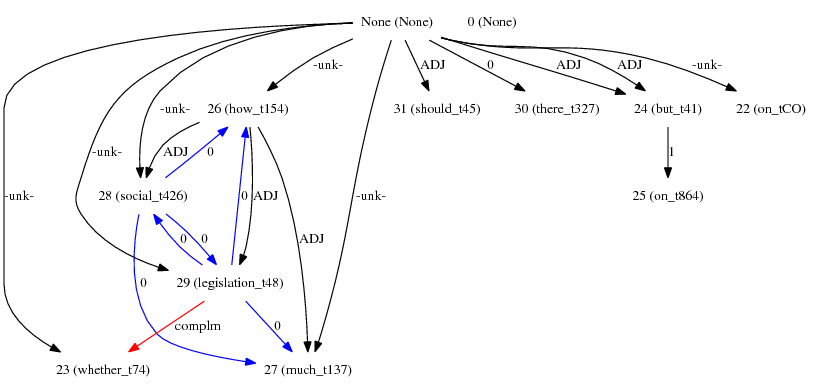 None (None) 0 (None)
-unk- ADJ 0 ADJ ADJ -unk-
26 (how_t154) 31 (should_t45) 30 (there_t327) 24 (but_t41) 22 (on_tCO)
-unk-
-unk- ADJ 0 1
-unk- 28 (social_t426) 0 ADJ -unk- 25 (on_t864)
0 0 ADJ
0 29 (legislation_t48)
complm 0
23 (whether_t74) 27 (much_t137)